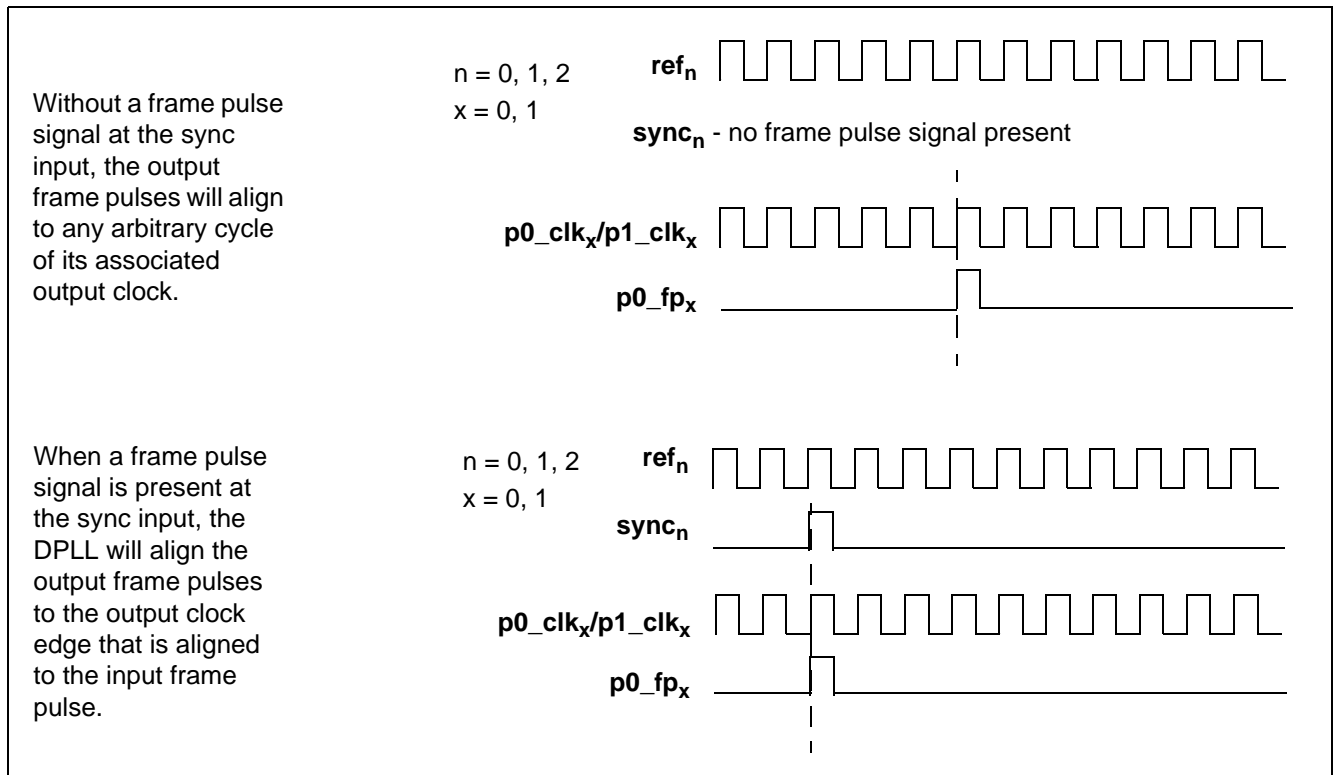 Without a frame pulse
signal at the sync
input, the output
frame pulses will align
to any arbitrary cycle
of its associated
output clock.
n = 0, 1, 2
x = 0, 1
refn
syncn - no frame pulse signal present
p0_clkx/p1_clkx
p0_fpx
When a frame pulse
signal is present at
the sync input, the
DPLL will align the
output frame pulses
to the output clock
edge that is aligned
to the input frame
pulse.
n = 0, 1, 2
x = 0, 1
refn
syncn
p0_clkx/p1_clkx
p0_fpx